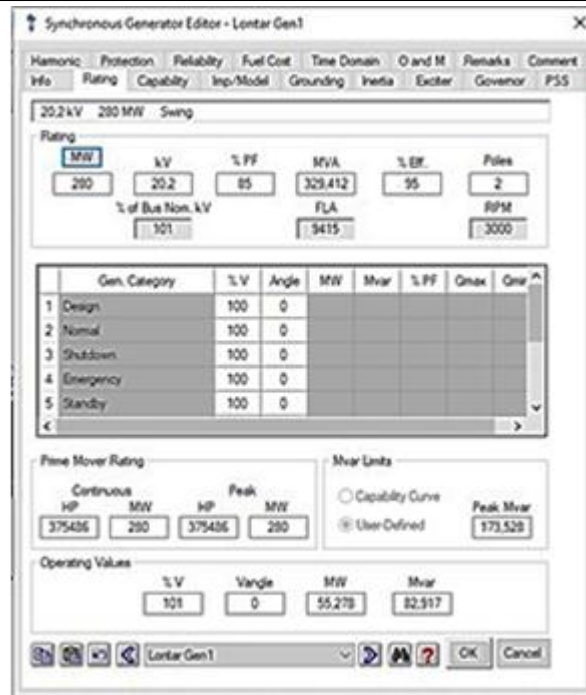 Synchronous Generator Editor - Lontar Gen1
Harmonic Protection Reliability Fuel Cost Time Domain O and M Remarks Comment
Info Rating Capability Imp/Model Grounding Inertia Exciter Governor PSS
20.2 kV 280 MW Swing
Rating
MW kV % PF MVA % Eff. Poles
280 20.2 85 329,412 95 2
% of Bus Nom. kV FLA RPM
101 9415 3000
Gen. Category % V Angle MW Mvar % PF Qmax Qmir
1 Design 100 0
2 Normal 100 0
3 Shutdown 100 0
4 Emergency 100 0
5 Standby 100 0
Prime Mover Rating Mvar Limits
Continuous Peak
HP MW HP MW
Capability Curve Peak Mvar
375486 280 375486 280 User-Defined 173,528
Operating Values
% V Vangle MW Mvar
101 0 55,278 82,917
Lontar Gen1 ? OK Cancel